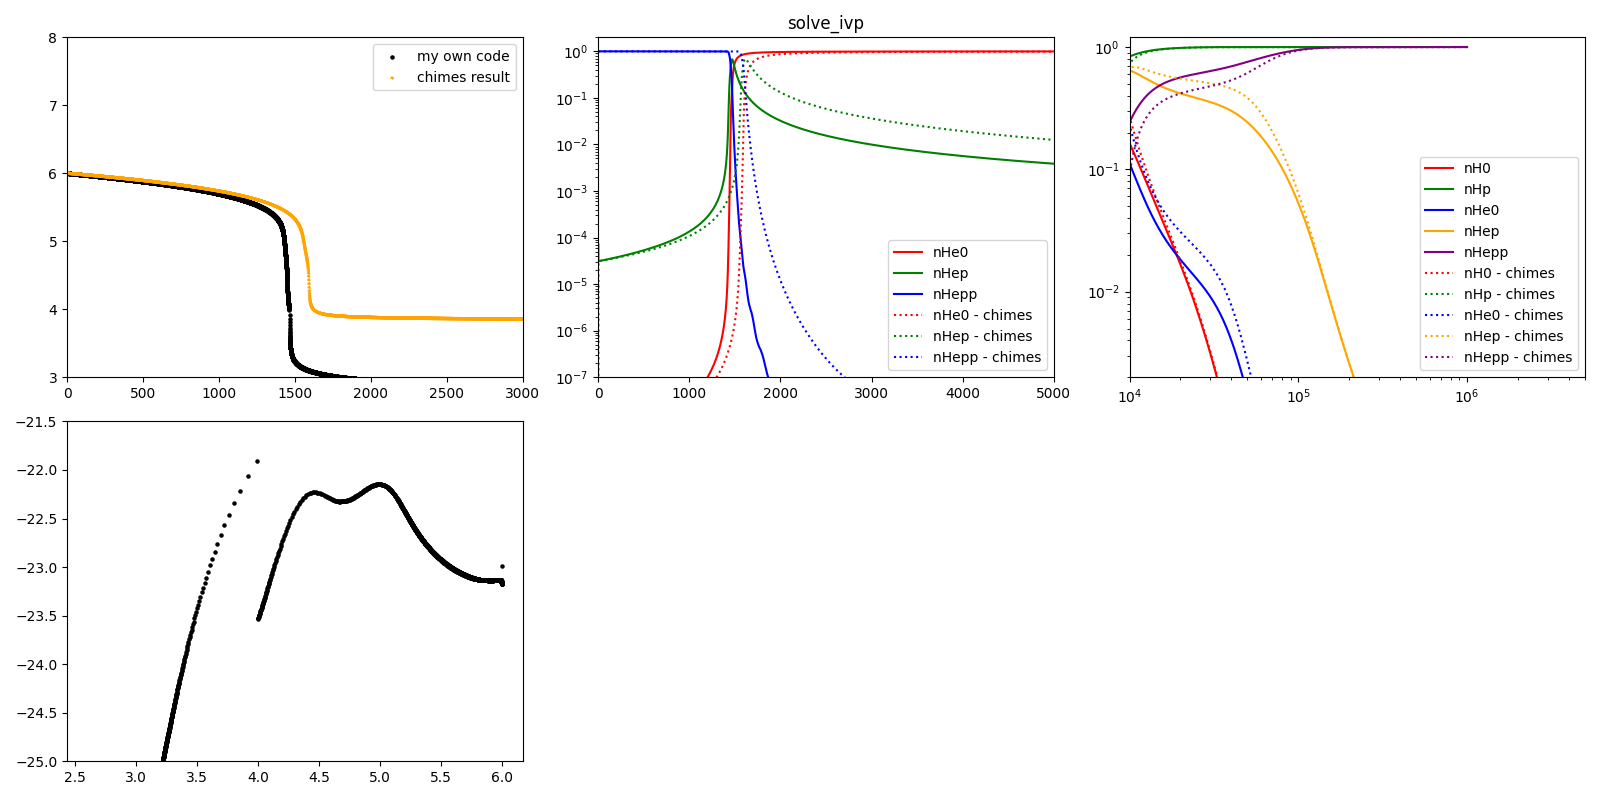 8
7
6
5
4
3
0 500 1000 1500 2000 2500 3000
my own code
chimes result
solve_ivp
10^0
10^-1
10^-2
10^-3
10^-4
10^-5
10^-6
10^-7
0 1000 2000 3000 4000 5000
nHe0
nHep
nHepp
nHe0 - chimes
nHep - chimes
nHepp - chimes
10^0
10^-1
10^-2
10^4 10^5 10^6
nH0
nHp
nHe0
nHep
nHepp
nH0 - chimes
nHp - chimes
nHe0 - chimes
nHep - chimes
nHepp - chimes
−21.5
−22.0
−22.5
−23.0
−23.5
−24.0
−24.5
−25.0
2.5 3.0 3.5 4.0 4.5 5.0 5.5 6.0